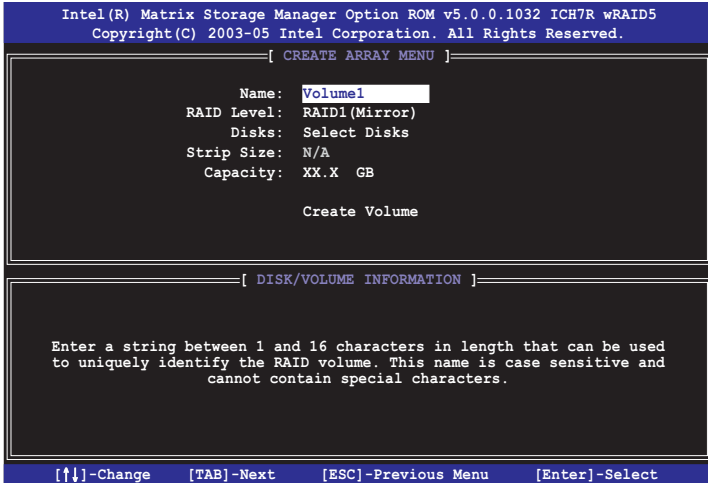 Intel(R) Matrix Storage Manager Option ROM v5.0.0.1032 ICH7R wRAID5
Copyright(C) 2003-05 Intel Corporation. All Rights Reserved.
[ CREATE ARRAY MENU ]
Name: Volume1
RAID Level: RAID1(Mirror)
Disks: Select Disks
Strip Size: N/A
Capacity: XX.X GB
Create Volume
[ DISK/VOLUME INFORMATION ]
Enter a string between 1 and 16 characters in length that can be used
to uniquely identify the RAID volume. This name is case sensitive and
cannot contain special characters.
[↑↓]-Change [TAB]-Next [ESC]-Previous Menu [Enter]-Select